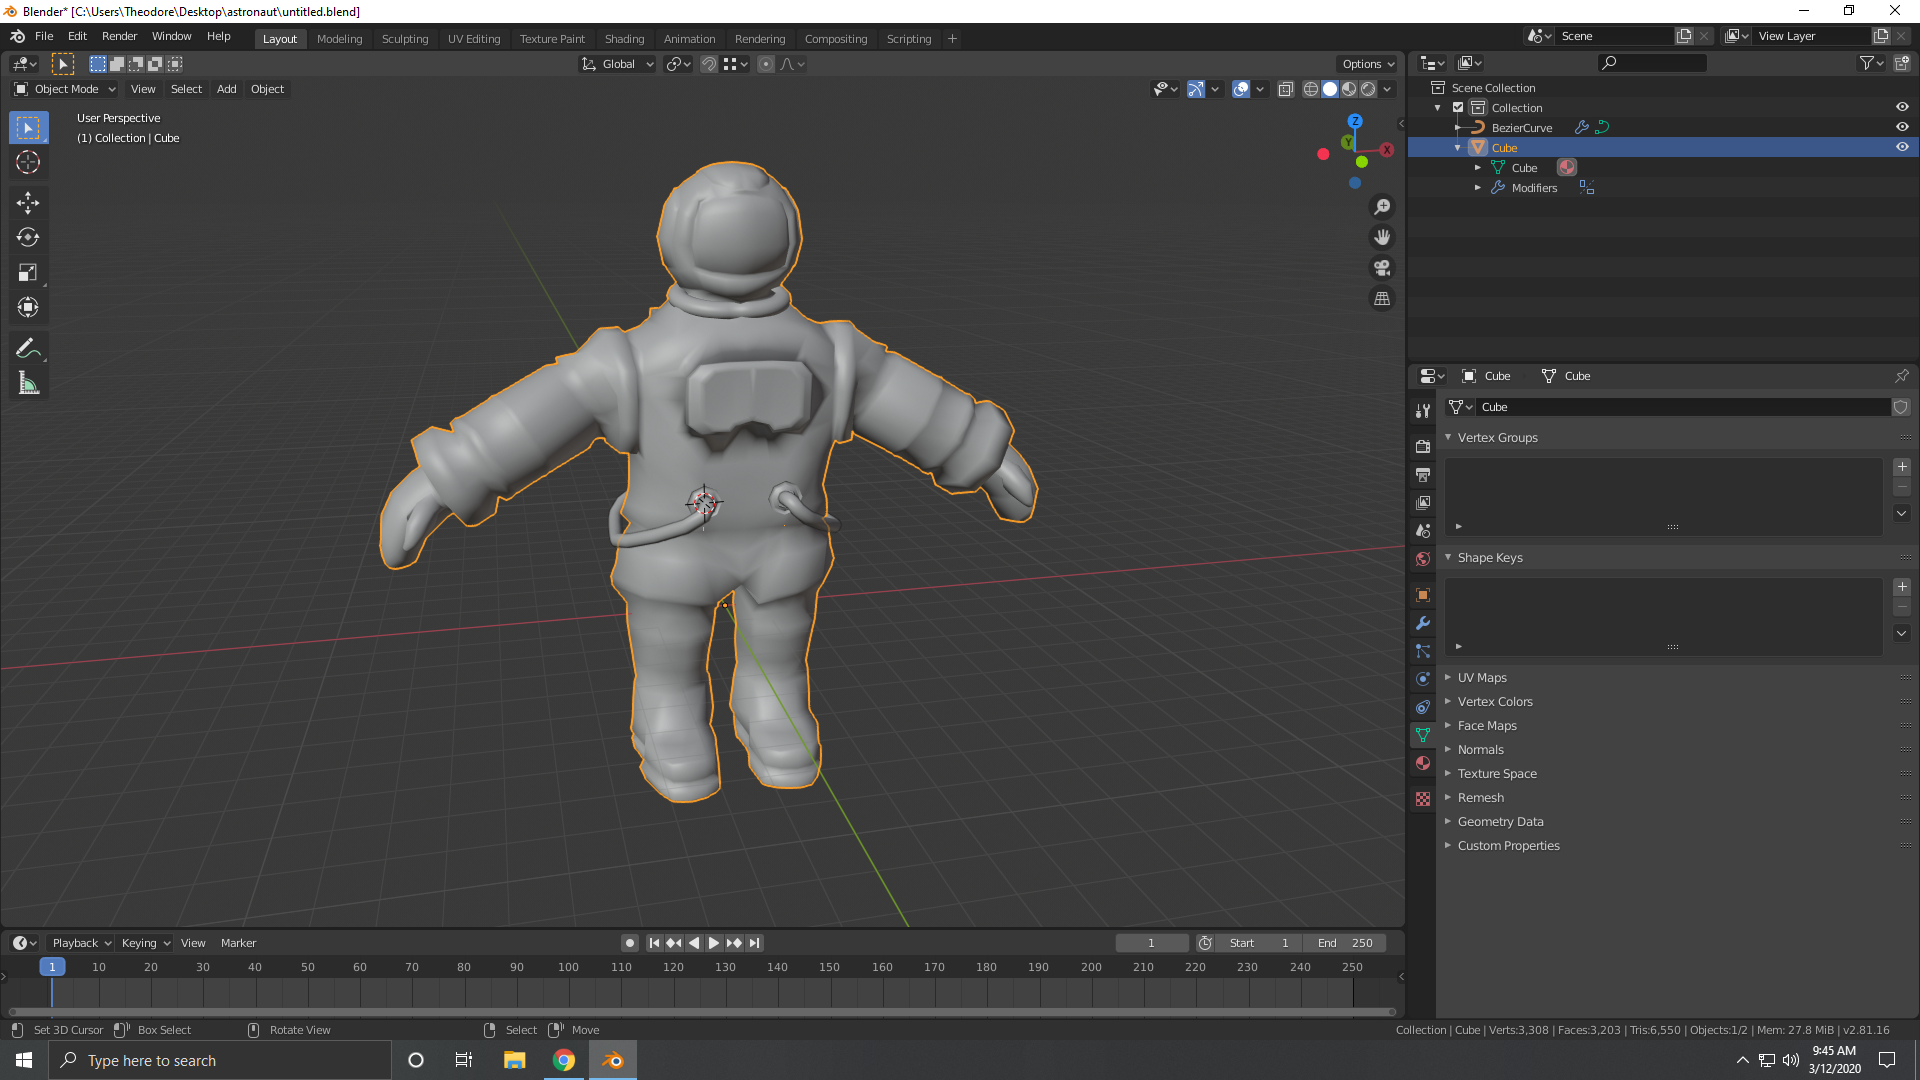 Blender* [C:\Users\Theodore\Desktop\astronaut\untitled.blend]
File Edit Render Window Help Layout Modeling Sculpting UV Editing Texture Paint Shading Animation Rendering Compositing Scripting + Scene View Layer
Global Options
Object Mode View Select Add Object
User Perspective
(1) Collection | Cube
Z
Y
X
Scene Collection
Collection
BezierCurve
Cube
Cube
Modifiers
Cube Cube
Cube
Vertex Groups
Shape Keys
UV Maps
Vertex Colors
Face Maps
Normals
Texture Space
Remesh
Geometry Data
Custom Properties
Playback Keying View Marker 1 Start 1 End 250
1 10 20 30 40 50 60 70 80 90 100 110 120 130 140 150 160 170 180 190 200 210 220 230 240 250
Set 3D Cursor Box Select Rotate View Select Move Collection | Cube | Verts:3,308 | Faces:3,203 | Tris:6,550 | Objects:1/2 | Mem: 27.8 MiB | v2.81.16
Type here to search
9:45 AM
3/12/2020